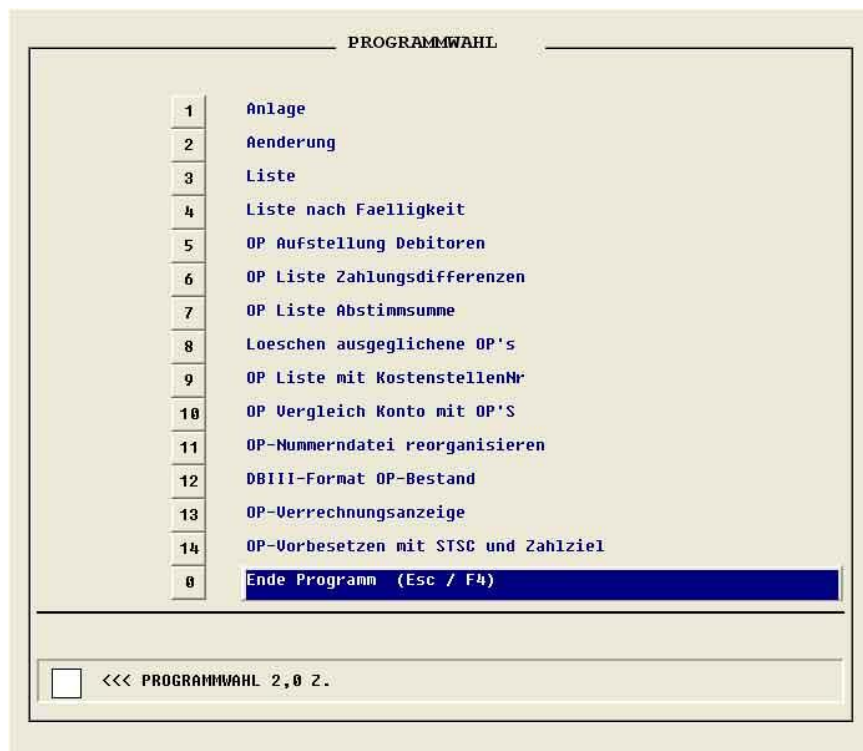 PROGRAMMWAHL
1 Anlage
2 Aenderung
3 Liste
4 Liste nach Faelligkeit
5 OP Aufstellung Debitoren
6 OP Liste Zahlungsdifferenzen
7 OP Liste Abstimmsumme
8 Loeschen ausgeglichene OP's
9 OP Liste mit KostenstellenNr
10 OP Vergleich Konto mit OP'S
11 OP-Nummerndatei reorganisieren
12 DBIII-Format OP-Bestand
13 OP-Verrechnungsanzeige
14 OP-Vorbesetzen mit STSC und Zahlziel
0 Ende Programm (Esc / F4)
<<< PROGRAMMWAHL 2,0 Z.